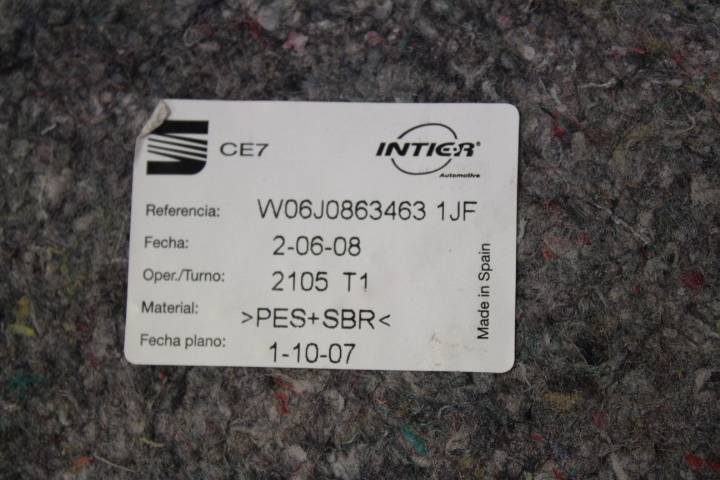 CE7
INTIER®
Automotive
Referencia: W06J0863463 1JF
Fecha: 2-06-08
Oper./Turno: 2105 T1
Material: >PES+SBR<
Fecha plano: 1-10-07
Made in Spain